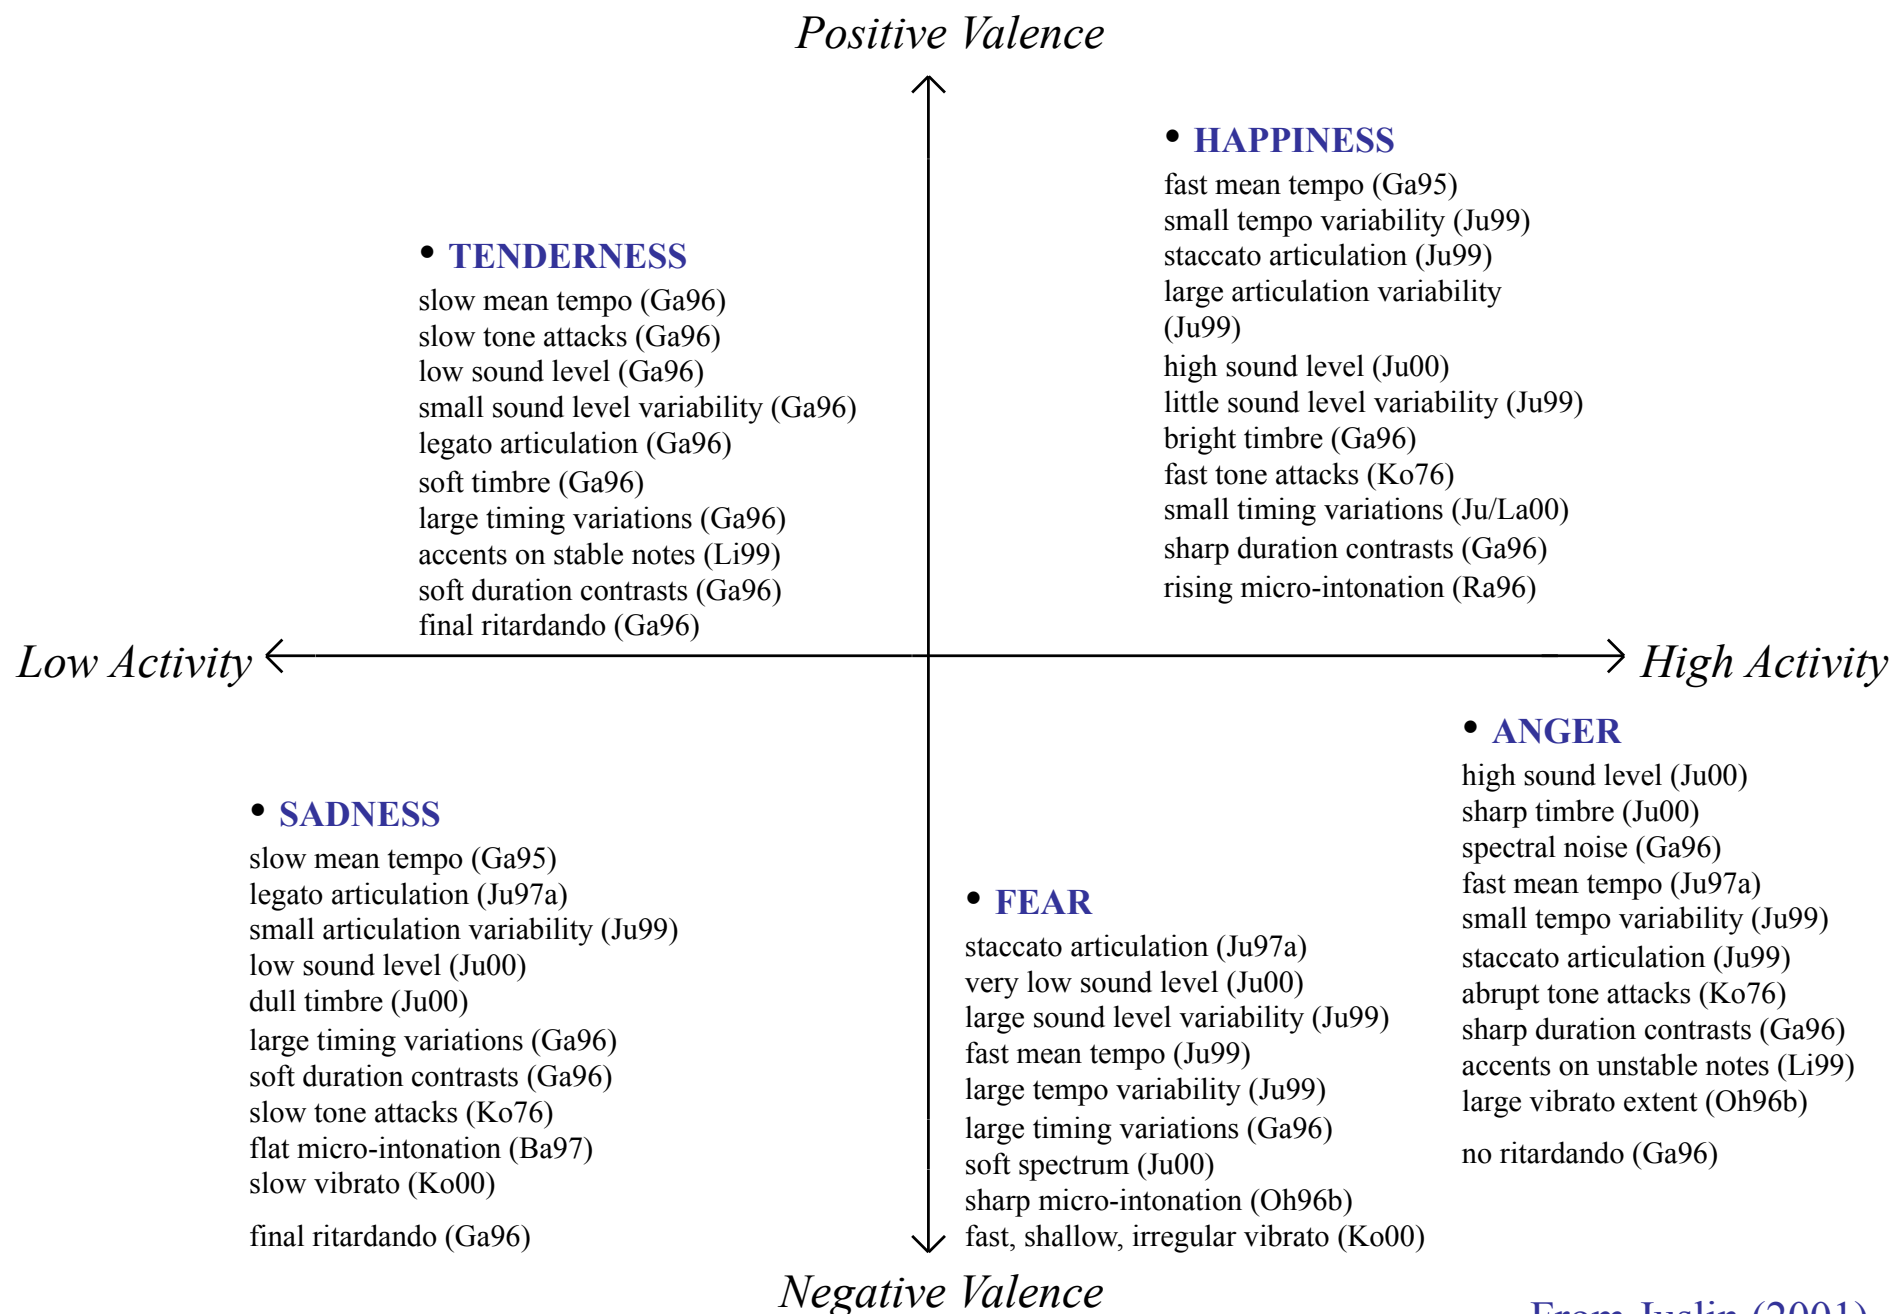 Positive Valence
• HAPPINESS
fast mean tempo (Ga95)
small tempo variability (Ju99)
staccato articulation (Ju99)
large articulation variability
(Ju99)
high sound level (Ju00)
little sound level variability (Ju99)
bright timbre (Ga96)
fast tone attacks (Ko76)
small timing variations (Ju/La00)
sharp duration contrasts (Ga96)
rising micro-intonation (Ra96)
• TENDERNESS
slow mean tempo (Ga96)
slow tone attacks (Ga96)
low sound level (Ga96)
small sound level variability (Ga96)
legato articulation (Ga96)
soft timbre (Ga96)
large timing variations (Ga96)
accents on stable notes (Li99)
soft duration contrasts (Ga96)
final ritardando (Ga96)
Low Activity
High Activity
• ANGER
high sound level (Ju00)
sharp timbre (Ju00)
spectral noise (Ga96)
fast mean tempo (Ju97a)
small tempo variability (Ju99)
staccato articulation (Ju99)
abrupt tone attacks (Ko76)
sharp duration contrasts (Ga96)
accents on unstable notes (Li99)
large vibrato extent (Oh96b)
no ritardando (Ga96)
• SADNESS
slow mean tempo (Ga95)
legato articulation (Ju97a)
small articulation variability (Ju99)
low sound level (Ju00)
dull timbre (Ju00)
large timing variations (Ga96)
soft duration contrasts (Ga96)
slow tone attacks (Ko76)
flat micro-intonation (Ba97)
slow vibrato (Ko00)
final ritardando (Ga96)
• FEAR
staccato articulation (Ju97a)
very low sound level (Ju00)
large sound level variability (Ju99)
fast mean tempo (Ju99)
large tempo variability (Ju99)
large timing variations (Ga96)
soft spectrum (Ju00)
sharp micro-intonation (Oh96b)
fast, shallow, irregular vibrato (Ko00)
Negative Valence
From Juslin (2001)